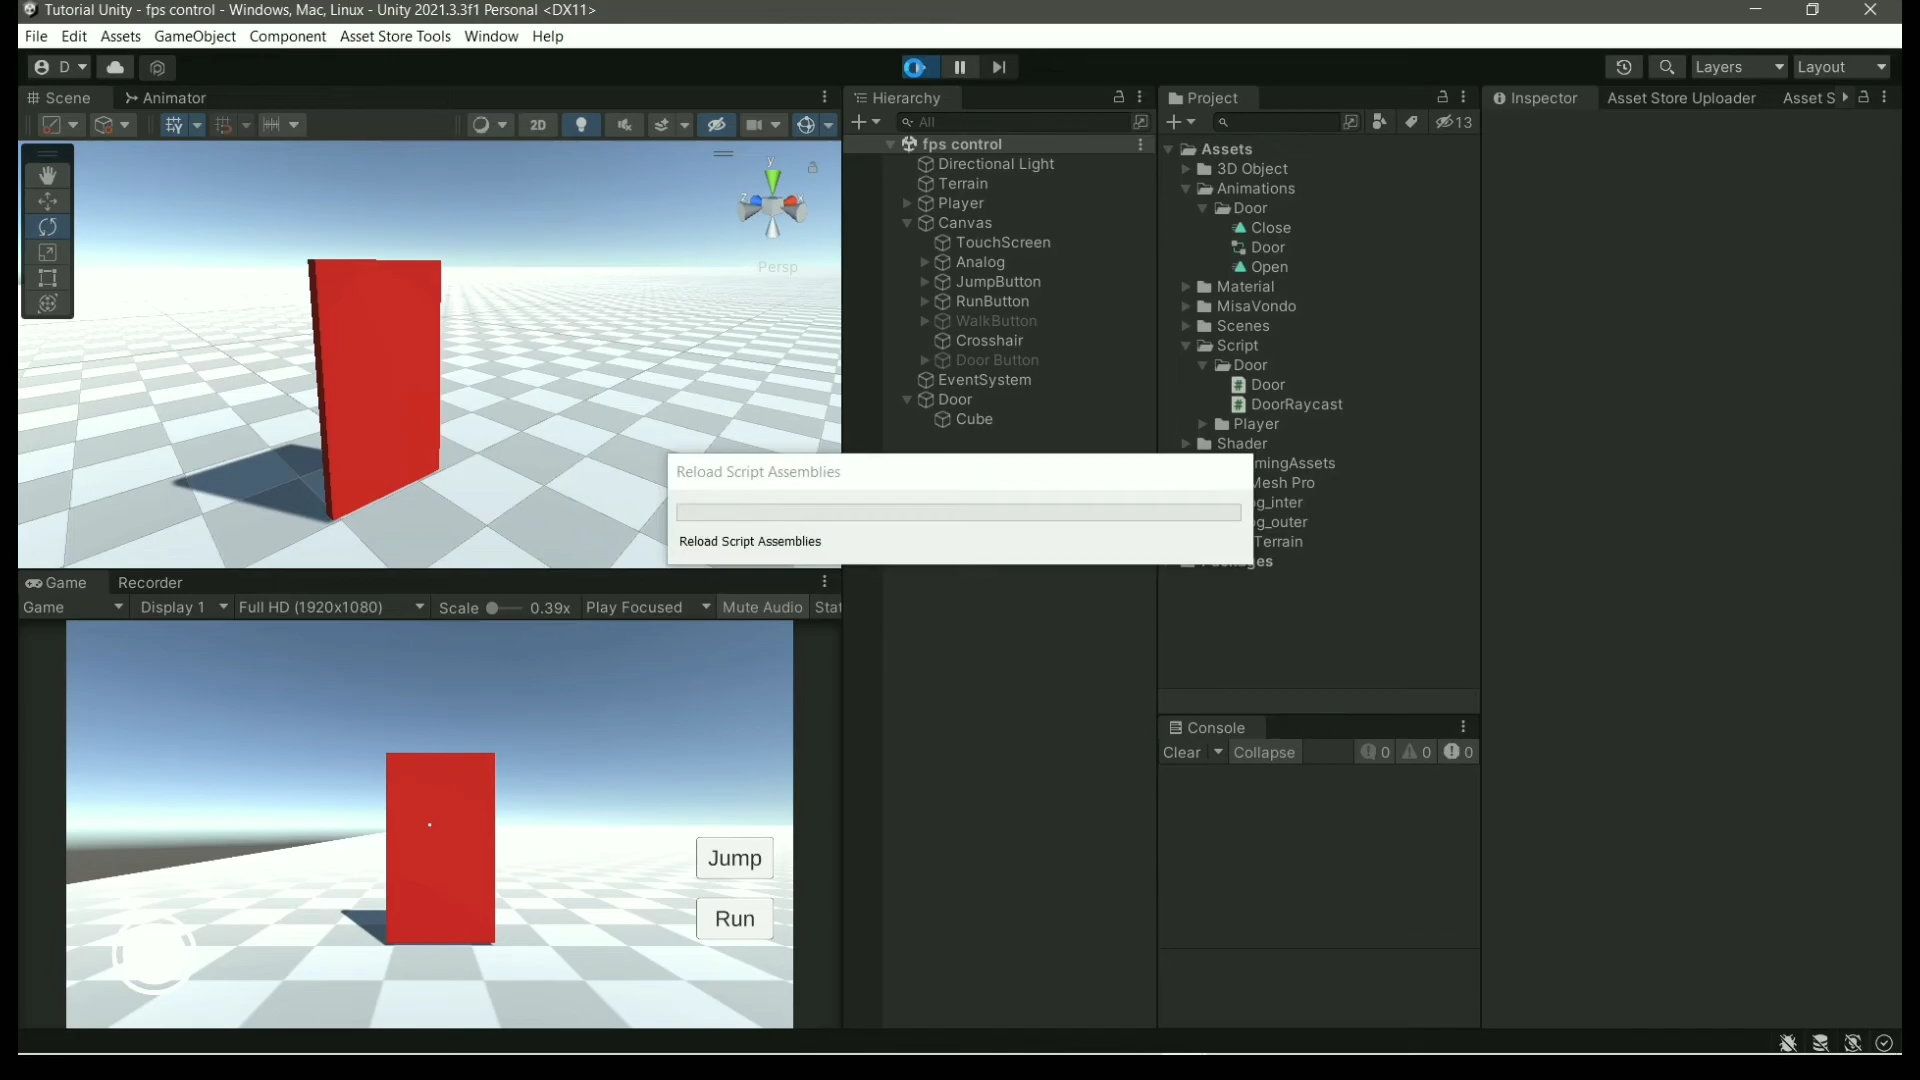 Tutorial Unity - fps control - Windows, Mac, Linux - Unity 2021.3.3f1 Personal <DX11>
File Edit Assets GameObject Component Asset Store Tools Window Help
D Layers Layout
Scene Animator
2D
y
x
Persp
Hierarchy
All
fps control
Directional Light
Terrain
Player
Canvas
TouchScreen
Analog
JumpButton
RunButton
WalkButton
Crosshair
Door Button
EventSystem
Door
Cube
Project
13
Assets
3D Object
Animations
Door
Close
Door
Open
Material
MisaVondo
Scenes
Script
Door
Door
DoorRaycast
Player
Shader
mingAssets
Mesh Pro
g_inter
g_outer
Terrain
Inspector Asset Store Uploader Asset S
Reload Script Assemblies
Reload Script Assemblies
Game Recorder
Game Display 1 Full HD (1920x1080) Scale 0.39x Play Focused Mute Audio Stat
Jump
Run
Console
Clear Collapse 0 0 0